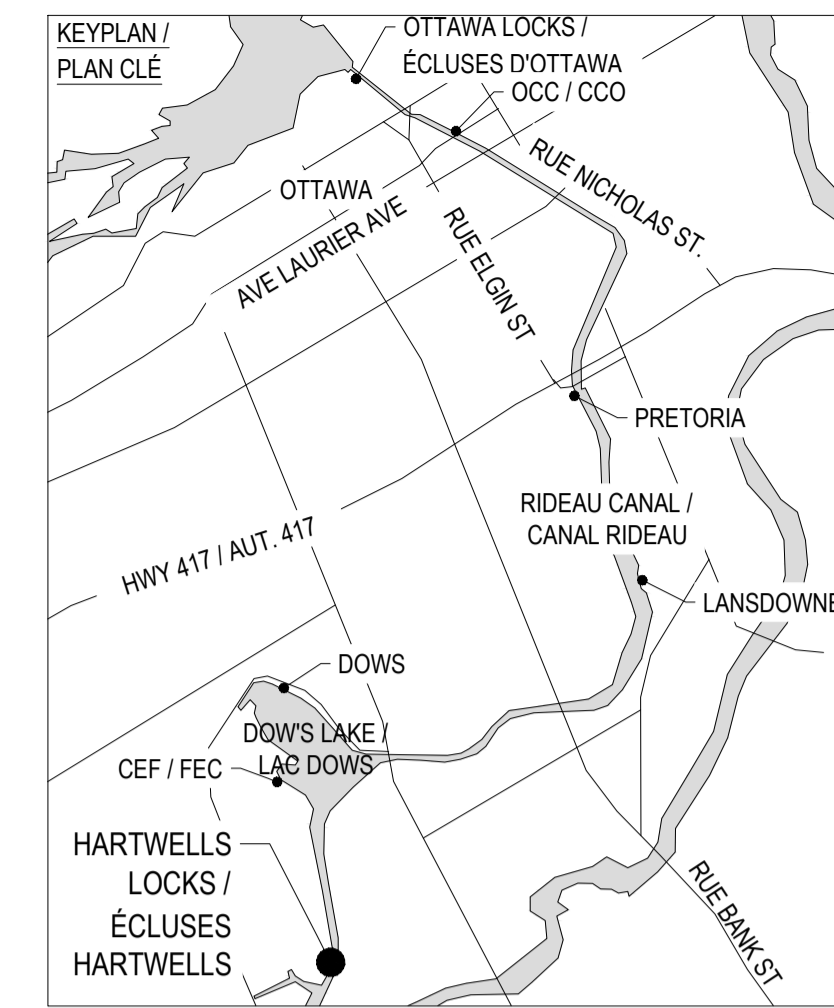 KEYPLAN /
PLAN CLÉ
OTTAWA LOCKS /
ÉCLUSES D'OTTAWA
OCC / CCO
RUE NICHOLAS ST.
OTTAWA
AVE LAURIER AVE
RUE ELGIN ST
PRETORIA
RIDEAU CANAL /
CANAL RIDEAU
HWY 417 / AUT. 417
LANSDOWNE
DOWS
DOW'S LAKE /
LAC DOWS
CEF / FEC
HARTWELLS
LOCKS /
ÉCLUSES
HARTWELLS
RUE BANK ST